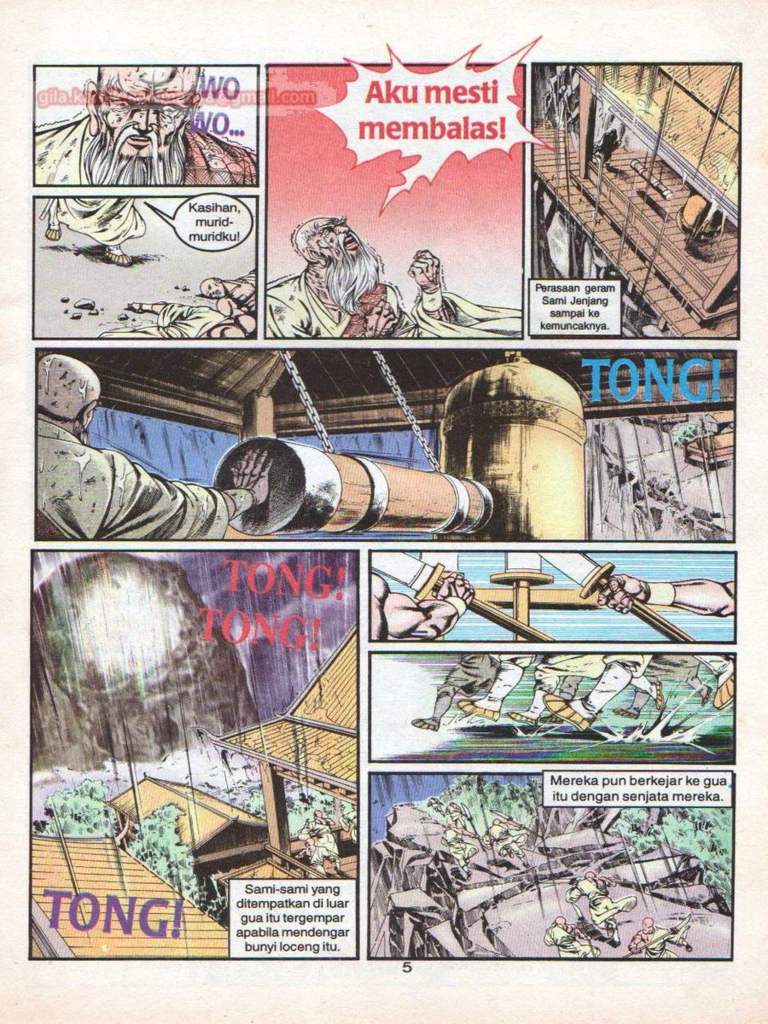 WO
WO...
Kasihan,
murid-
muridku!
Aku mesti
membalas!
Perasaan geram
Sami Jenjang
sampai ke
kemuncaknya.
TONG!
TONG!
TONG!
TONG!
Sami-sami yang
ditempatkan di luar
gua itu tergempar
apabila mendengar
bunyi loceng itu.
Mereka pun berkejar ke gua
itu dengan senjata mereka.
5